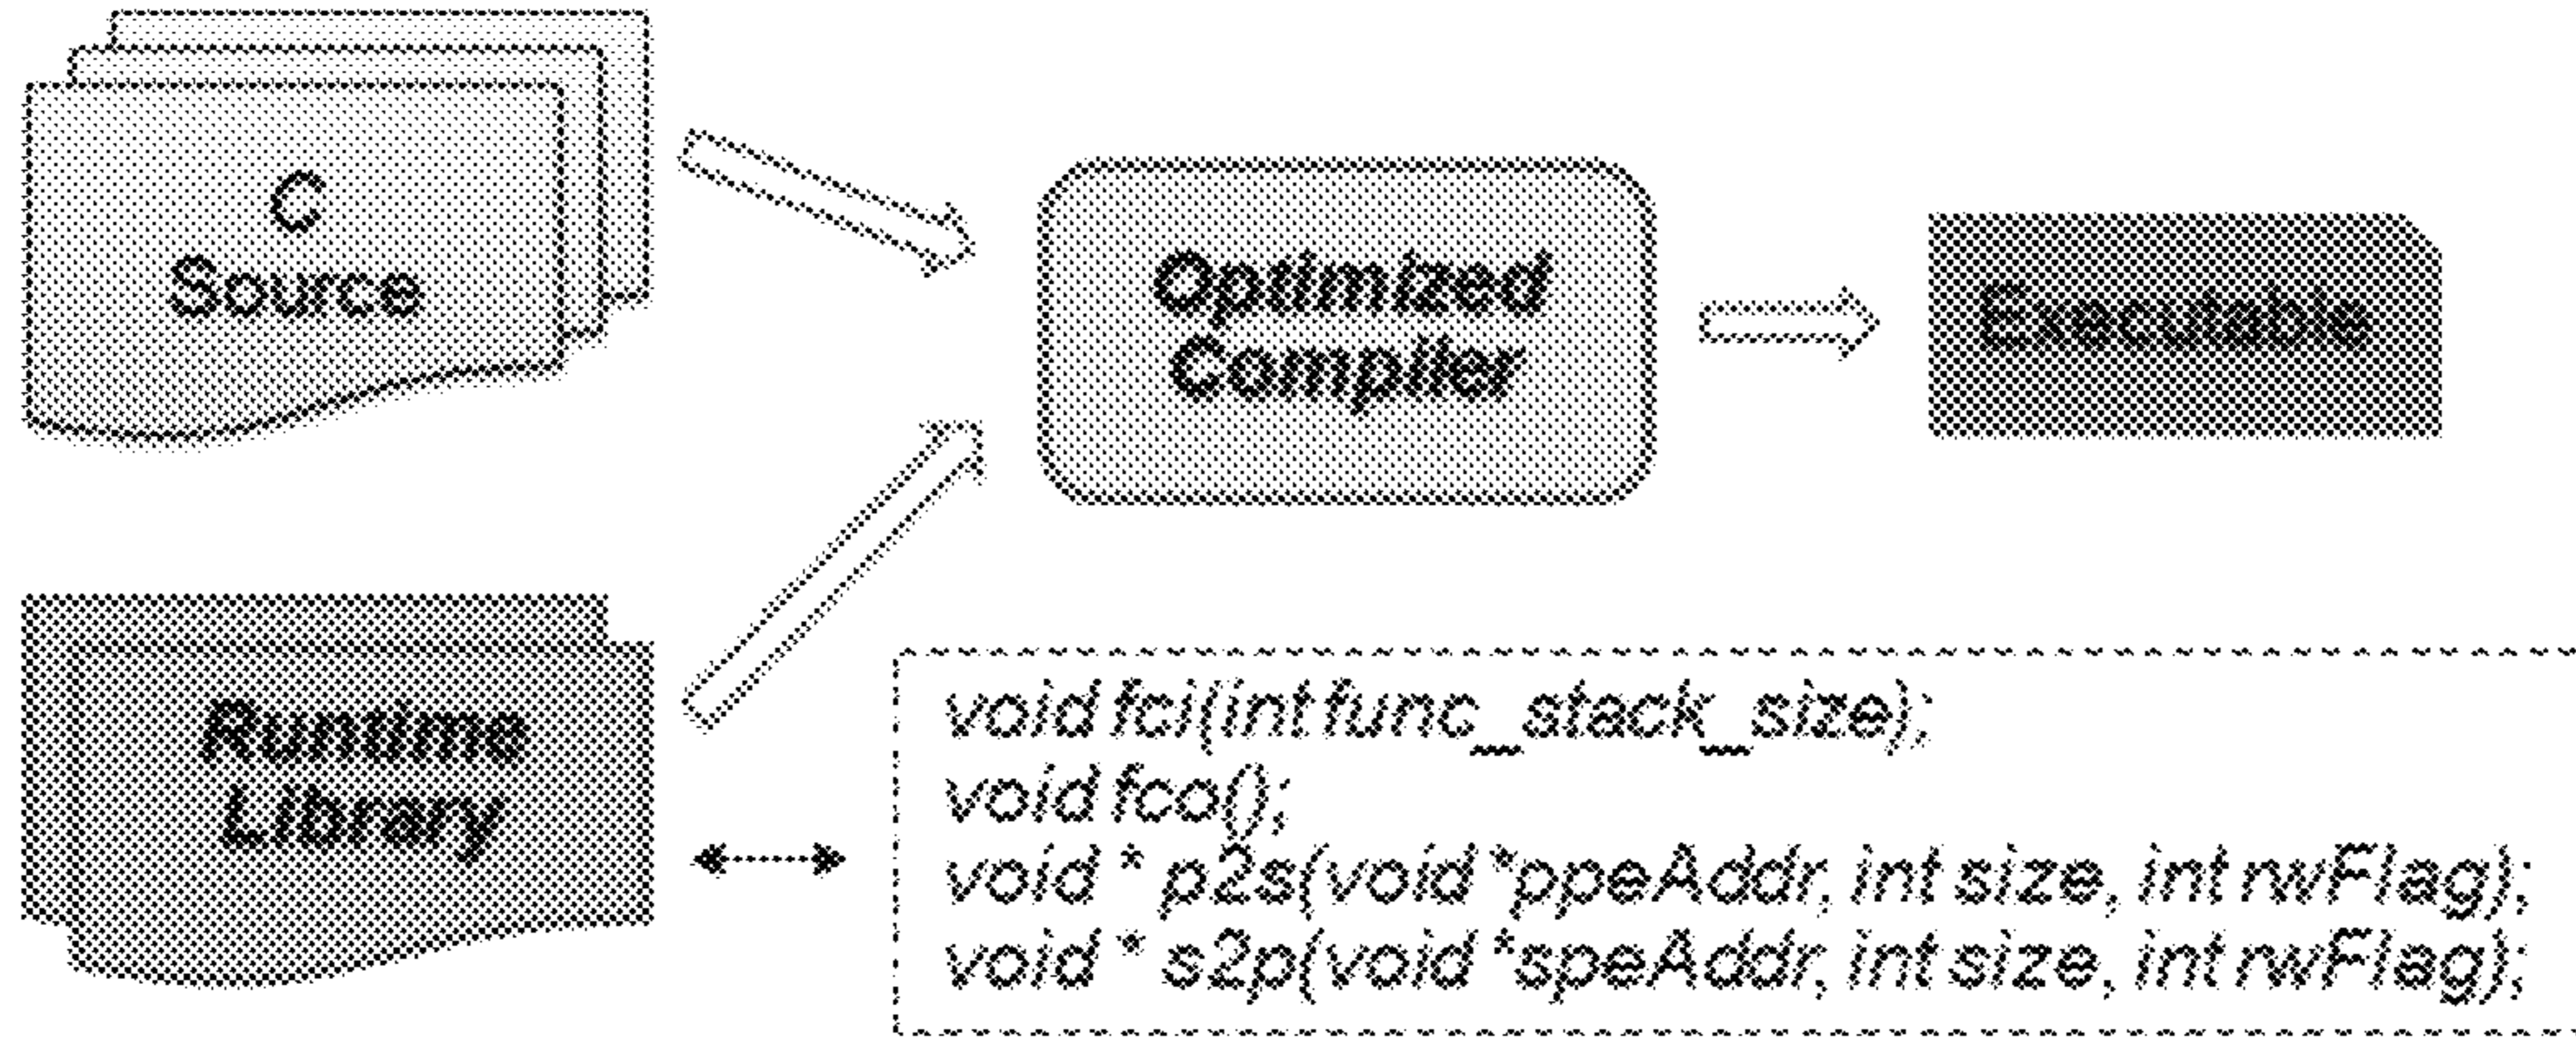 C
Source
Optimized
Compiler
Executable
Runtime
Library
void fci(int func_stack_size);
void fco();
void * p2s(void *ppeAddr, int size, int rwFlag);
void * s2p(void *speAddr, int size, int rwFlag);